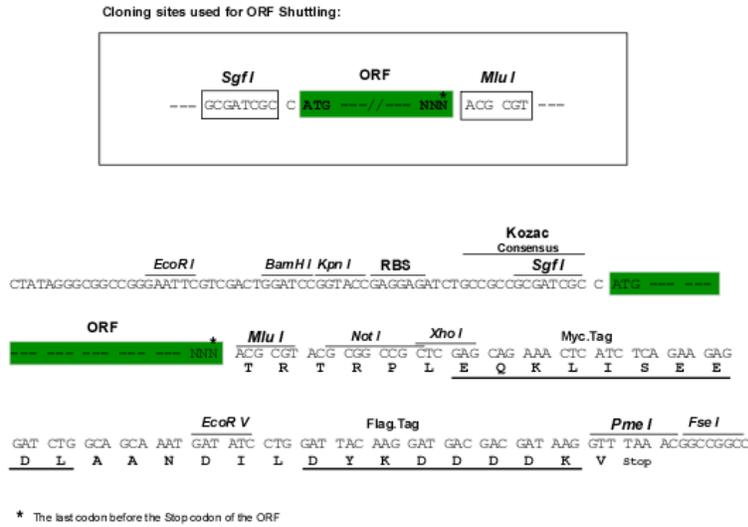 Cloning sites used for ORF Shuttling:
Sgf I ORF Mlu I
--- GCGATCGC C ATG ---//--- NNN* ACG CGT ---
Kozac
Consensus
EcoR I BamH I Kpn I RBS Sgf I
CTATAGGGCGGCCGGGAATTCGTCGACTGGATCCGGTACCGAGGAGATCTGCCGCCGCGATCGC C ATG --- ---
ORF Mlu I Not I Xho I Myc.Tag
--- --- --- --- --- NNN* ACG CGT ACG CGG CCG CTC GAG CAG AAA CTC ATC TCA GAA GAG
T R T R P L E Q K L I S E E
EcoR V Flag.Tag Pme I Fse I
GAT CTG GCA GCA AAT GAT ATC CTG GAT TAC AAG GAT GAC GAC GAT AAG GTT TAA ACGGCCGGCC
D L A A N D I L D Y K D D D D K V Stop
* The last codon before the Stop codon of the ORF